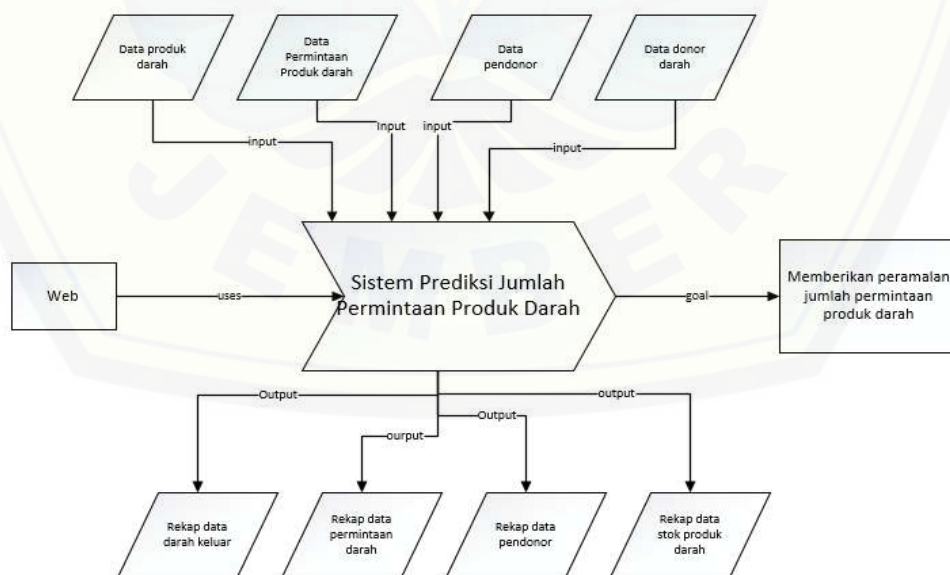 Data produk
darah
Data
Permintaan
Produk darah
Data
pendonor
Data donor
darah
input
input
input
input
JEMBER
Web
uses
Sistem Prediksi Jumlah
Permintaan Produk Darah
goal
Memberikan peramalan
jumlah permintaan
produk darah
Output
ourput
Output
output
Rekap data
darah keluar
Rekap data
permintaan
darah
Rekap data
pendonor
Rekap data
stok produk
darah